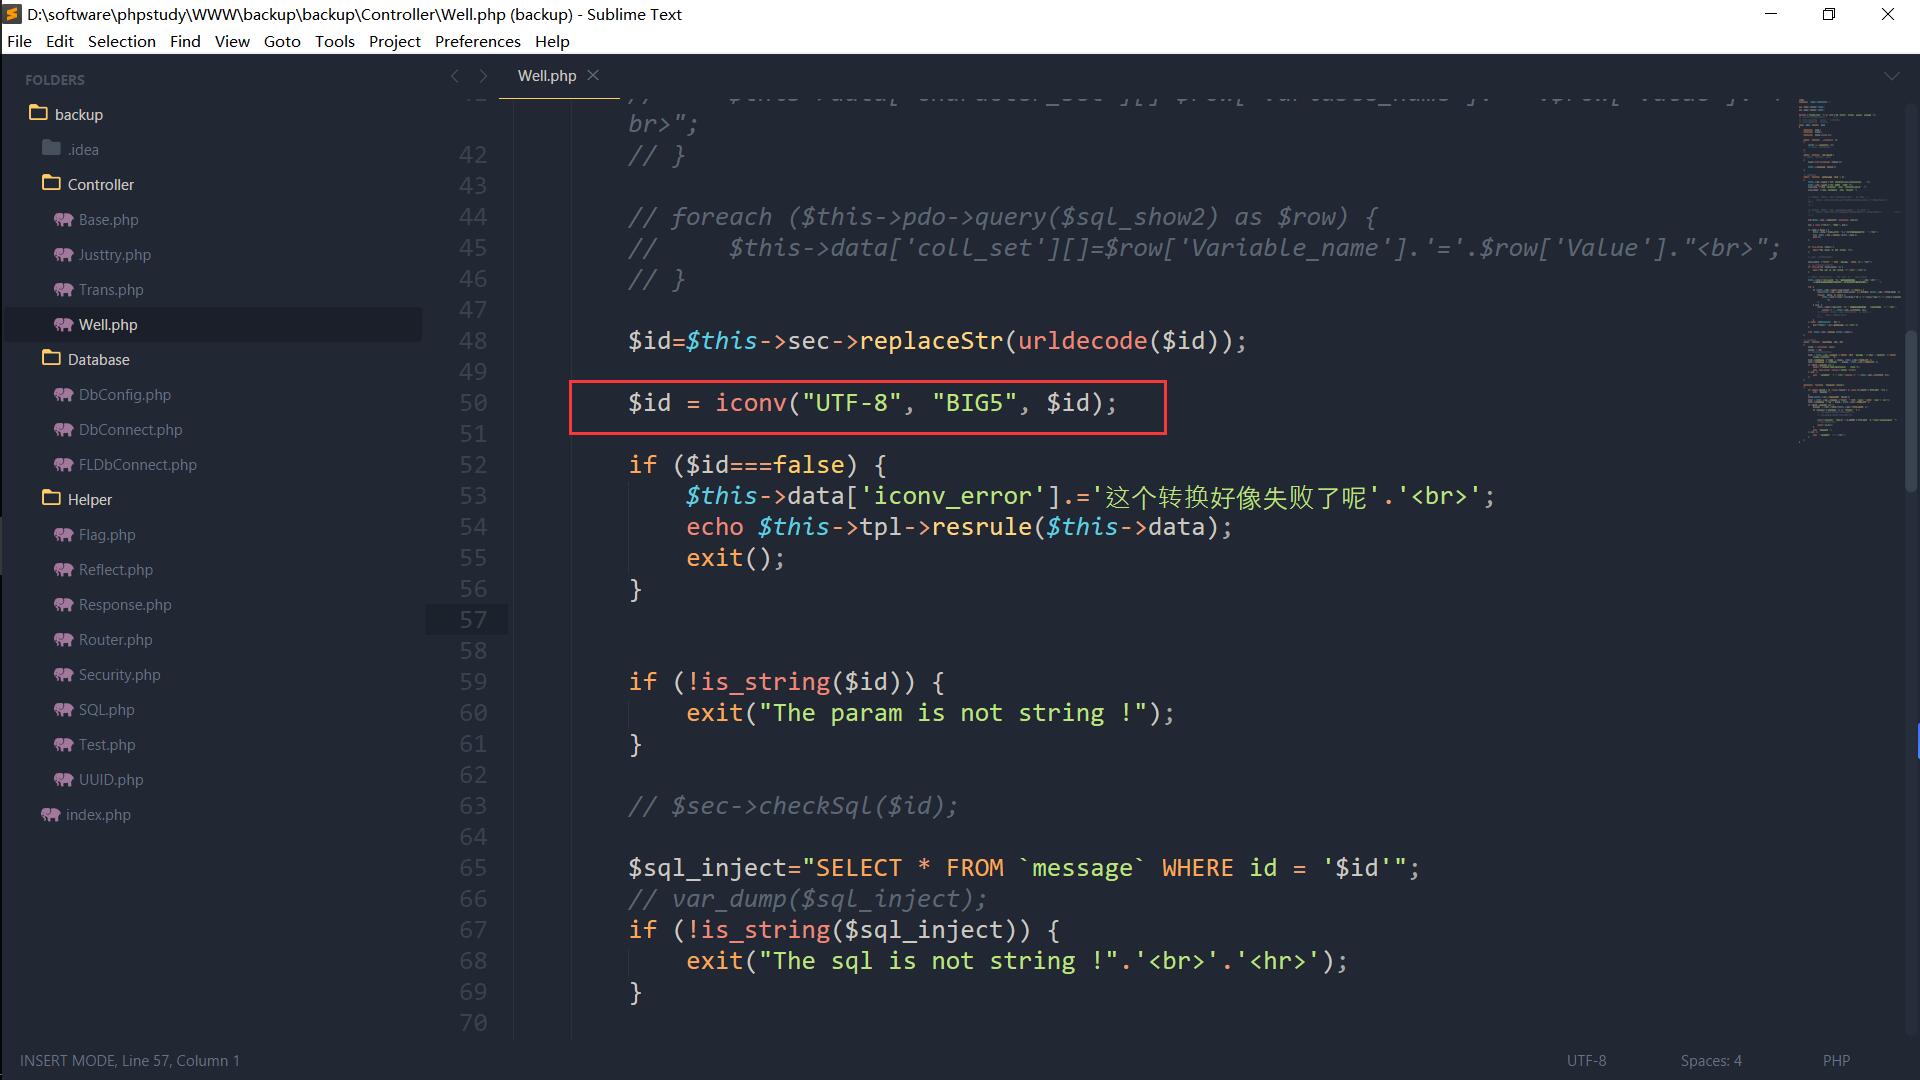 D:\software\phpstudy\WWW\backup\backup\Controller\Well.php (backup) - Sublime Text
File Edit Selection Find View Goto Tools Project Preferences Help
FOLDERS
backup
.idea
Controller
Base.php
Justtry.php
Trans.php
Well.php
Database
DbConfig.php
DbConnect.php
FLDbConnect.php
Helper
Flag.php
Reflect.php
Response.php
Router.php
Security.php
SQL.php
Test.php
UUID.php
index.php
Well.php
br>";
42 // }
43
44 // foreach ($this->pdo->query($sql_show2) as $row) {
45 //     $this->data['coll_set'][]=$row['Variable_name'].'='.$row['Value']."<br>";
46 // }
47
48 $id=$this->sec->replaceStr(urldecode($id));
49
50 $id = iconv("UTF-8", "BIG5", $id);
51
52 if ($id===false) {
53     $this->data['iconv_error'].='这个转换好像失败了呢'.'<br>';
54     echo $this->tpl->resrule($this->data);
55     exit();
56 }
57
58
59 if (!is_string($id)) {
60     exit("The param is not string !");
61 }
62
63 // $sec->checkSql($id);
64
65 $sql_inject="SELECT * FROM `message` WHERE id = '$id'";
66 // var_dump($sql_inject);
67 if (!is_string($sql_inject)) {
68     exit("The sql is not string !".'<br>'.'<hr>');
69 }
70
INSERT MODE, Line 57, Column 1
UTF-8
Spaces: 4
PHP